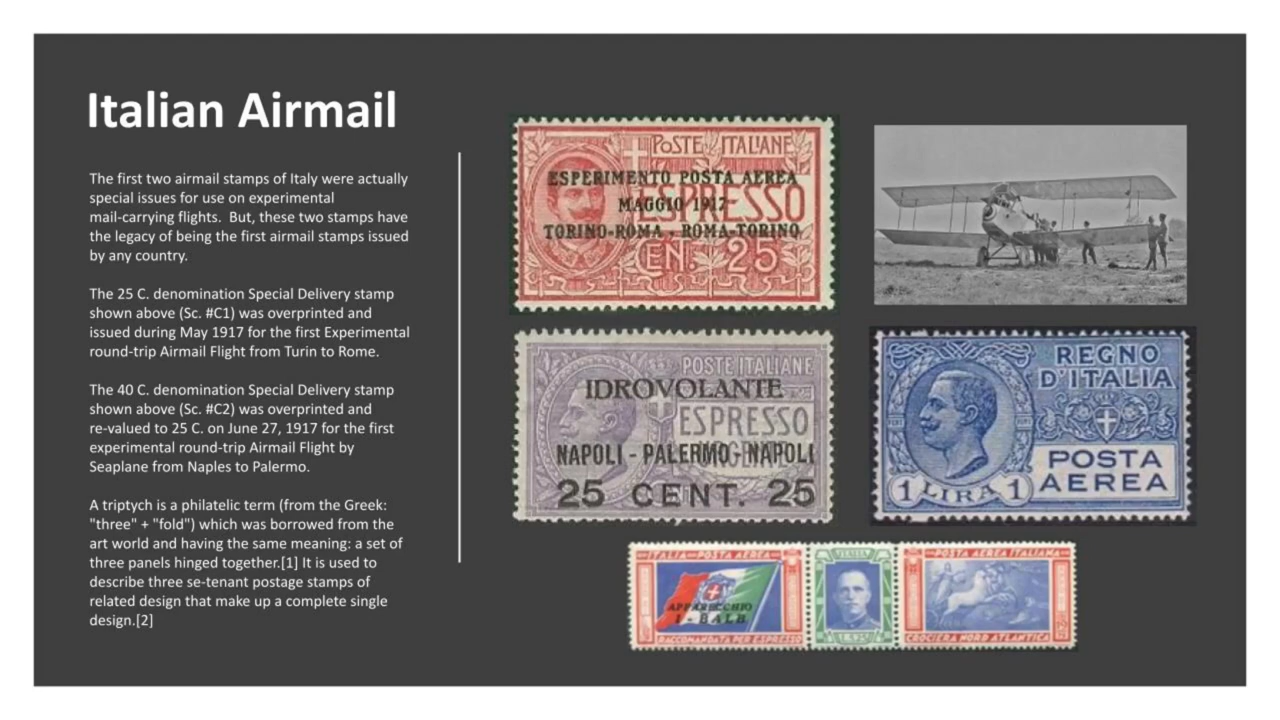 Italian Airmail
The first two airmail stamps of Italy were actually
special issues for use on experimental
mail-carrying flights.  But, these two stamps have
the legacy of being the first airmail stamps issued
by any country.
The 25 C. denomination Special Delivery stamp
shown above (Sc. #C1) was overprinted and
issued during May 1917 for the first Experimental
round-trip Airmail Flight from Turin to Rome.
The 40 C. denomination Special Delivery stamp
shown above (Sc. #C2) was overprinted and
re-valued to 25 C. on June 27, 1917 for the first
experimental round-trip Airmail Flight by
Seaplane from Naples to Palermo.
A triptych is a philatelic term (from the Greek:
"three" + "fold") which was borrowed from the
art world and having the same meaning: a set of
three panels hinged together.[1] It is used to
describe three se-tenant postage stamps of
related design that make up a complete single
design.[2]
POSTE ITALIANE
ESPERIMENTO POSTA AEREA
ESPRESSO
MAGGIO 1917
TORINO-ROMA · ROMA-TORINO
CEN. 25
POSTE ITALIANE
IDROVOLANTE
ESPRESSO
URGENTE
NAPOLI - PALERMO - NAPOLI
25 CENT. 25
REGNO
D'ITALIA
POSTA
AEREA
1 LIRA 1
ITALIA-POSTA AEREA
APPARECCHIO
I - BALB
RACCOMANDATA PER ESPRESSO
ITALIA
POSTA AEREA ITALIANA
CROCIERA NORD ATLANTICA